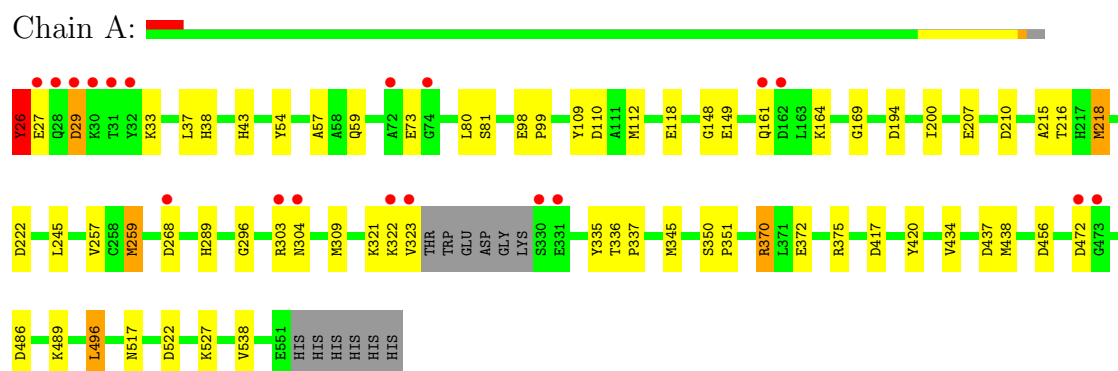 Chain A:
Y26 E27 Q28 D29 K30 T31 Y32 K33 L37 H38 H43 Y54 A57 A58 Q59 A72 E73 G74 L80 S81 E98 P99 Y109 D110 A111 M112 E118 G148 E149 Q161 D162 L163 K164 G169 D194 I200 E207 D210 A215 T216 H217 M218
D222 L245 V257 C258 M259 D268 H289 G296 R303 N304 M309 K321 K322 V323 THR TRP GLU ASP GLY LYS S330 E331 Y335 T336 P337 M345 S350 P351 R370 L371 E372 R375 D417 Y420 V434 D437 M438 D456 D472 G473
D486 K489 L496 N517 D522 K527 V538 E551 HIS HIS HIS HIS HIS HIS